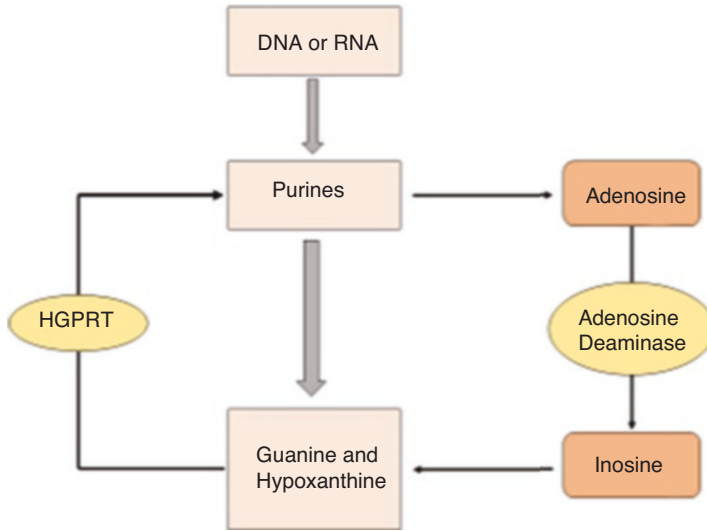 DNA or RNA
Purines
Adenosine
HGPRT
Adenosine
Deaminase
Guanine and
Hypoxanthine
Inosine